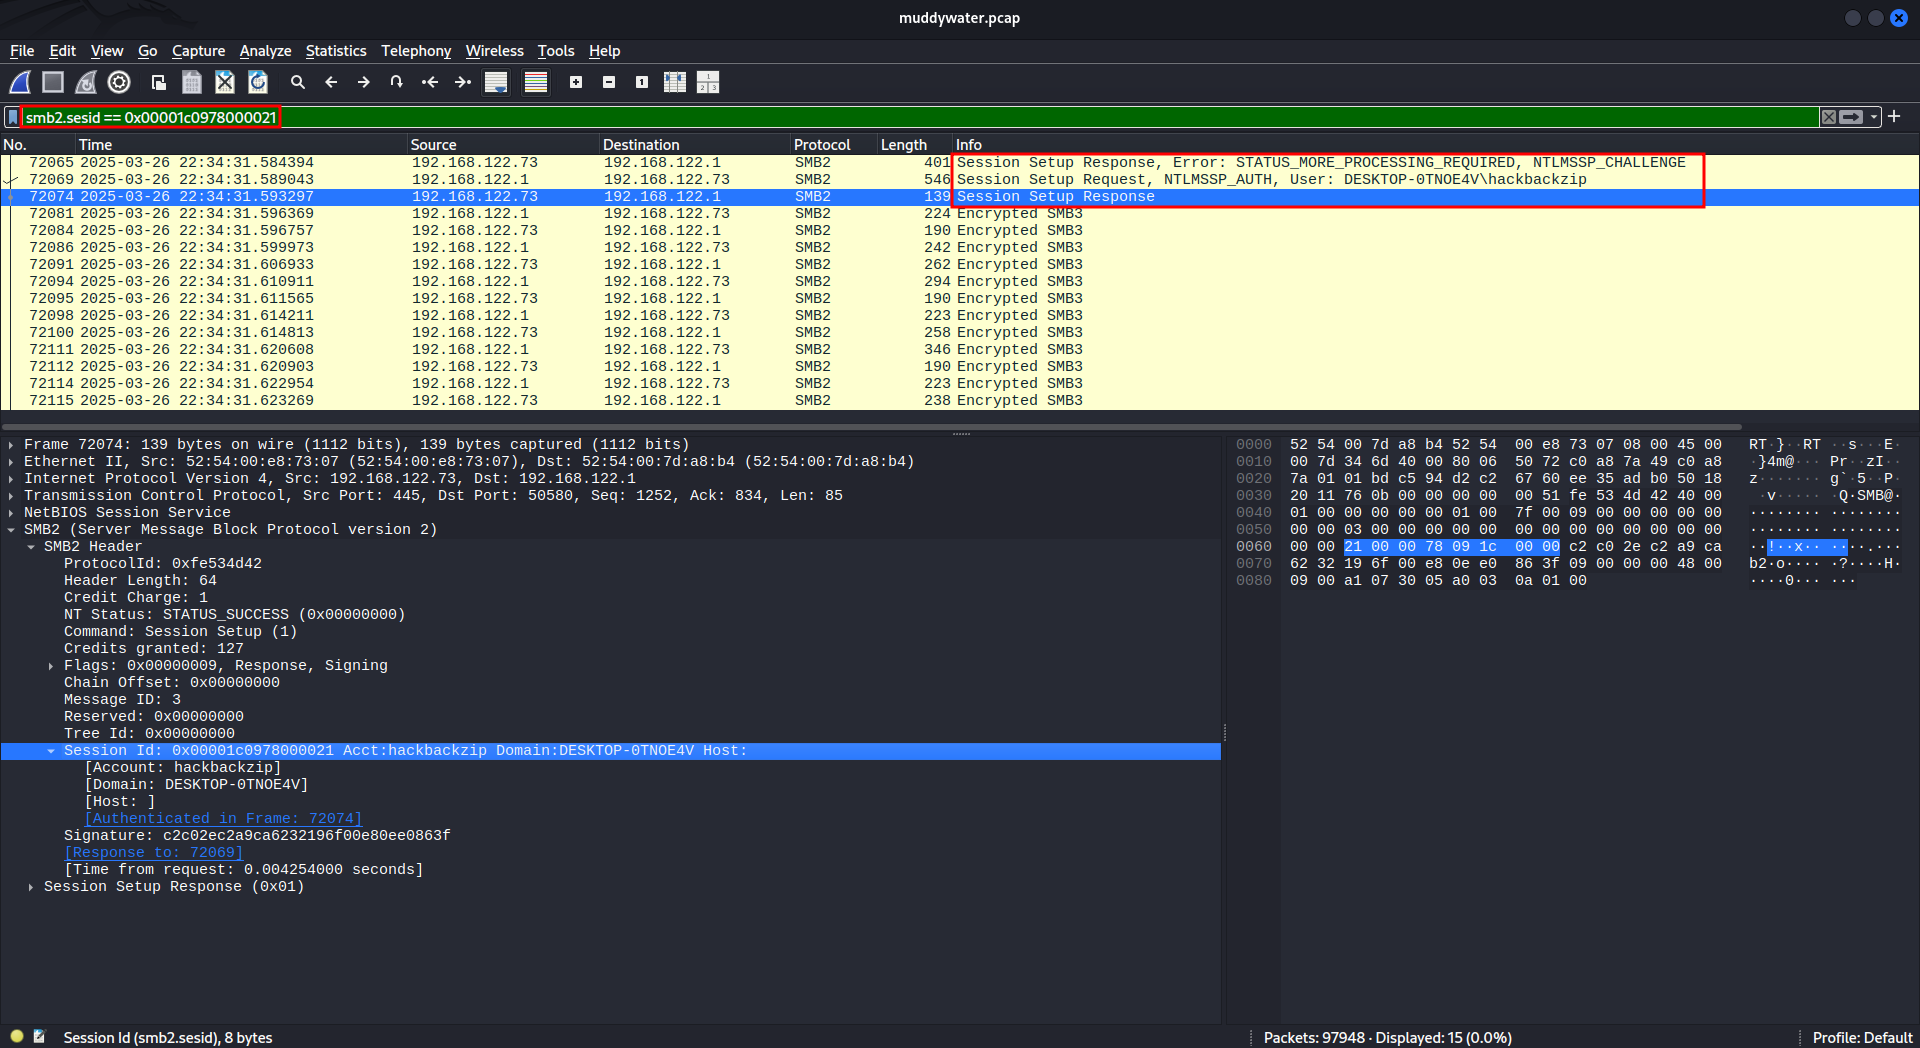 muddywater.pcap
File Edit View Go Capture Analyze Statistics Telephony Wireless Tools Help
smb2.sesid == 0x00001c0978000021
No. Time Source Destination Protocol Length Info
72065 2025-03-26 22:34:31.584394 192.168.122.73 192.168.122.1 SMB2 401 Session Setup Response, Error: STATUS_MORE_PROCESSING_REQUIRED, NTLMSSP_CHALLENGE
72069 2025-03-26 22:34:31.589043 192.168.122.1 192.168.122.73 SMB2 546 Session Setup Request, NTLMSSP_AUTH, User: DESKTOP-0TNOE4V\hackbackzip
72074 2025-03-26 22:34:31.593297 192.168.122.73 192.168.122.1 SMB2 139 Session Setup Response
72081 2025-03-26 22:34:31.596369 192.168.122.1 192.168.122.73 SMB2 224 Encrypted SMB3
72084 2025-03-26 22:34:31.596757 192.168.122.73 192.168.122.1 SMB2 190 Encrypted SMB3
72086 2025-03-26 22:34:31.599973 192.168.122.1 192.168.122.73 SMB2 242 Encrypted SMB3
72091 2025-03-26 22:34:31.606933 192.168.122.73 192.168.122.1 SMB2 262 Encrypted SMB3
72094 2025-03-26 22:34:31.610911 192.168.122.1 192.168.122.73 SMB2 294 Encrypted SMB3
72095 2025-03-26 22:34:31.611565 192.168.122.73 192.168.122.1 SMB2 190 Encrypted SMB3
72098 2025-03-26 22:34:31.614211 192.168.122.1 192.168.122.73 SMB2 223 Encrypted SMB3
72100 2025-03-26 22:34:31.614813 192.168.122.73 192.168.122.1 SMB2 258 Encrypted SMB3
72111 2025-03-26 22:34:31.620608 192.168.122.1 192.168.122.73 SMB2 346 Encrypted SMB3
72112 2025-03-26 22:34:31.620903 192.168.122.73 192.168.122.1 SMB2 190 Encrypted SMB3
72114 2025-03-26 22:34:31.622954 192.168.122.1 192.168.122.73 SMB2 223 Encrypted SMB3
72115 2025-03-26 22:34:31.623269 192.168.122.73 192.168.122.1 SMB2 238 Encrypted SMB3
Frame 72074: 139 bytes on wire (1112 bits), 139 bytes captured (1112 bits)
Ethernet II, Src: 52:54:00:e8:73:07 (52:54:00:e8:73:07), Dst: 52:54:00:7d:a8:b4 (52:54:00:7d:a8:b4)
Internet Protocol Version 4, Src: 192.168.122.73, Dst: 192.168.122.1
Transmission Control Protocol, Src Port: 445, Dst Port: 50580, Seq: 1252, Ack: 834, Len: 85
NetBIOS Session Service
SMB2 (Server Message Block Protocol version 2)
SMB2 Header
ProtocolId: 0xfe534d42
Header Length: 64
Credit Charge: 1
NT Status: STATUS_SUCCESS (0x00000000)
Command: Session Setup (1)
Credits granted: 127
Flags: 0x00000009, Response, Signing
Chain Offset: 0x00000000
Message ID: 3
Reserved: 0x00000000
Tree Id: 0x00000000
Session Id: 0x00001c0978000021 Acct:hackbackzip Domain:DESKTOP-0TNOE4V Host:
[Account: hackbackzip]
[Domain: DESKTOP-0TNOE4V]
[Host: ]
[Authenticated in Frame: 72074]
Signature: c2c02ec2a9ca6232196f00e80ee0863f
[Response to: 72069]
[Time from request: 0.004254000 seconds]
Session Setup Response (0x01)
0000 52 54 00 7d a8 b4 52 54 00 e8 73 07 08 00 45 00 RT·}··RT ··s···E·
0010 00 7d 34 6d 40 00 80 06 50 72 c0 a8 7a 49 c0 a8 ·}4m@··· Pr··zI··
0020 7a 01 01 bd c5 94 d2 c2 67 60 ee 35 ad b0 50 18 z······· g`·5··P·
0030 20 11 76 0b 00 00 00 00 00 51 fe 53 4d 42 40 00 ·v····· ·Q·SMB@·
0040 01 00 00 00 00 00 01 00 7f 00 09 00 00 00 00 00 ········ ········
0050 00 00 03 00 00 00 00 00 00 00 00 00 00 00 00 00 ········ ········
0060 00 00 21 00 00 78 09 1c 00 00 c2 c0 2e c2 a9 ca ··!··x·· ····.···
0070 62 32 19 6f 00 e8 0e e0 86 3f 09 00 00 00 48 00 b2·o···· ·?····H·
0080 09 00 a1 07 30 05 a0 03 0a 01 00 ····0··· ···
Session Id (smb2.sesid), 8 bytes
Packets: 97948 · Displayed: 15 (0.0%)
Profile: Default